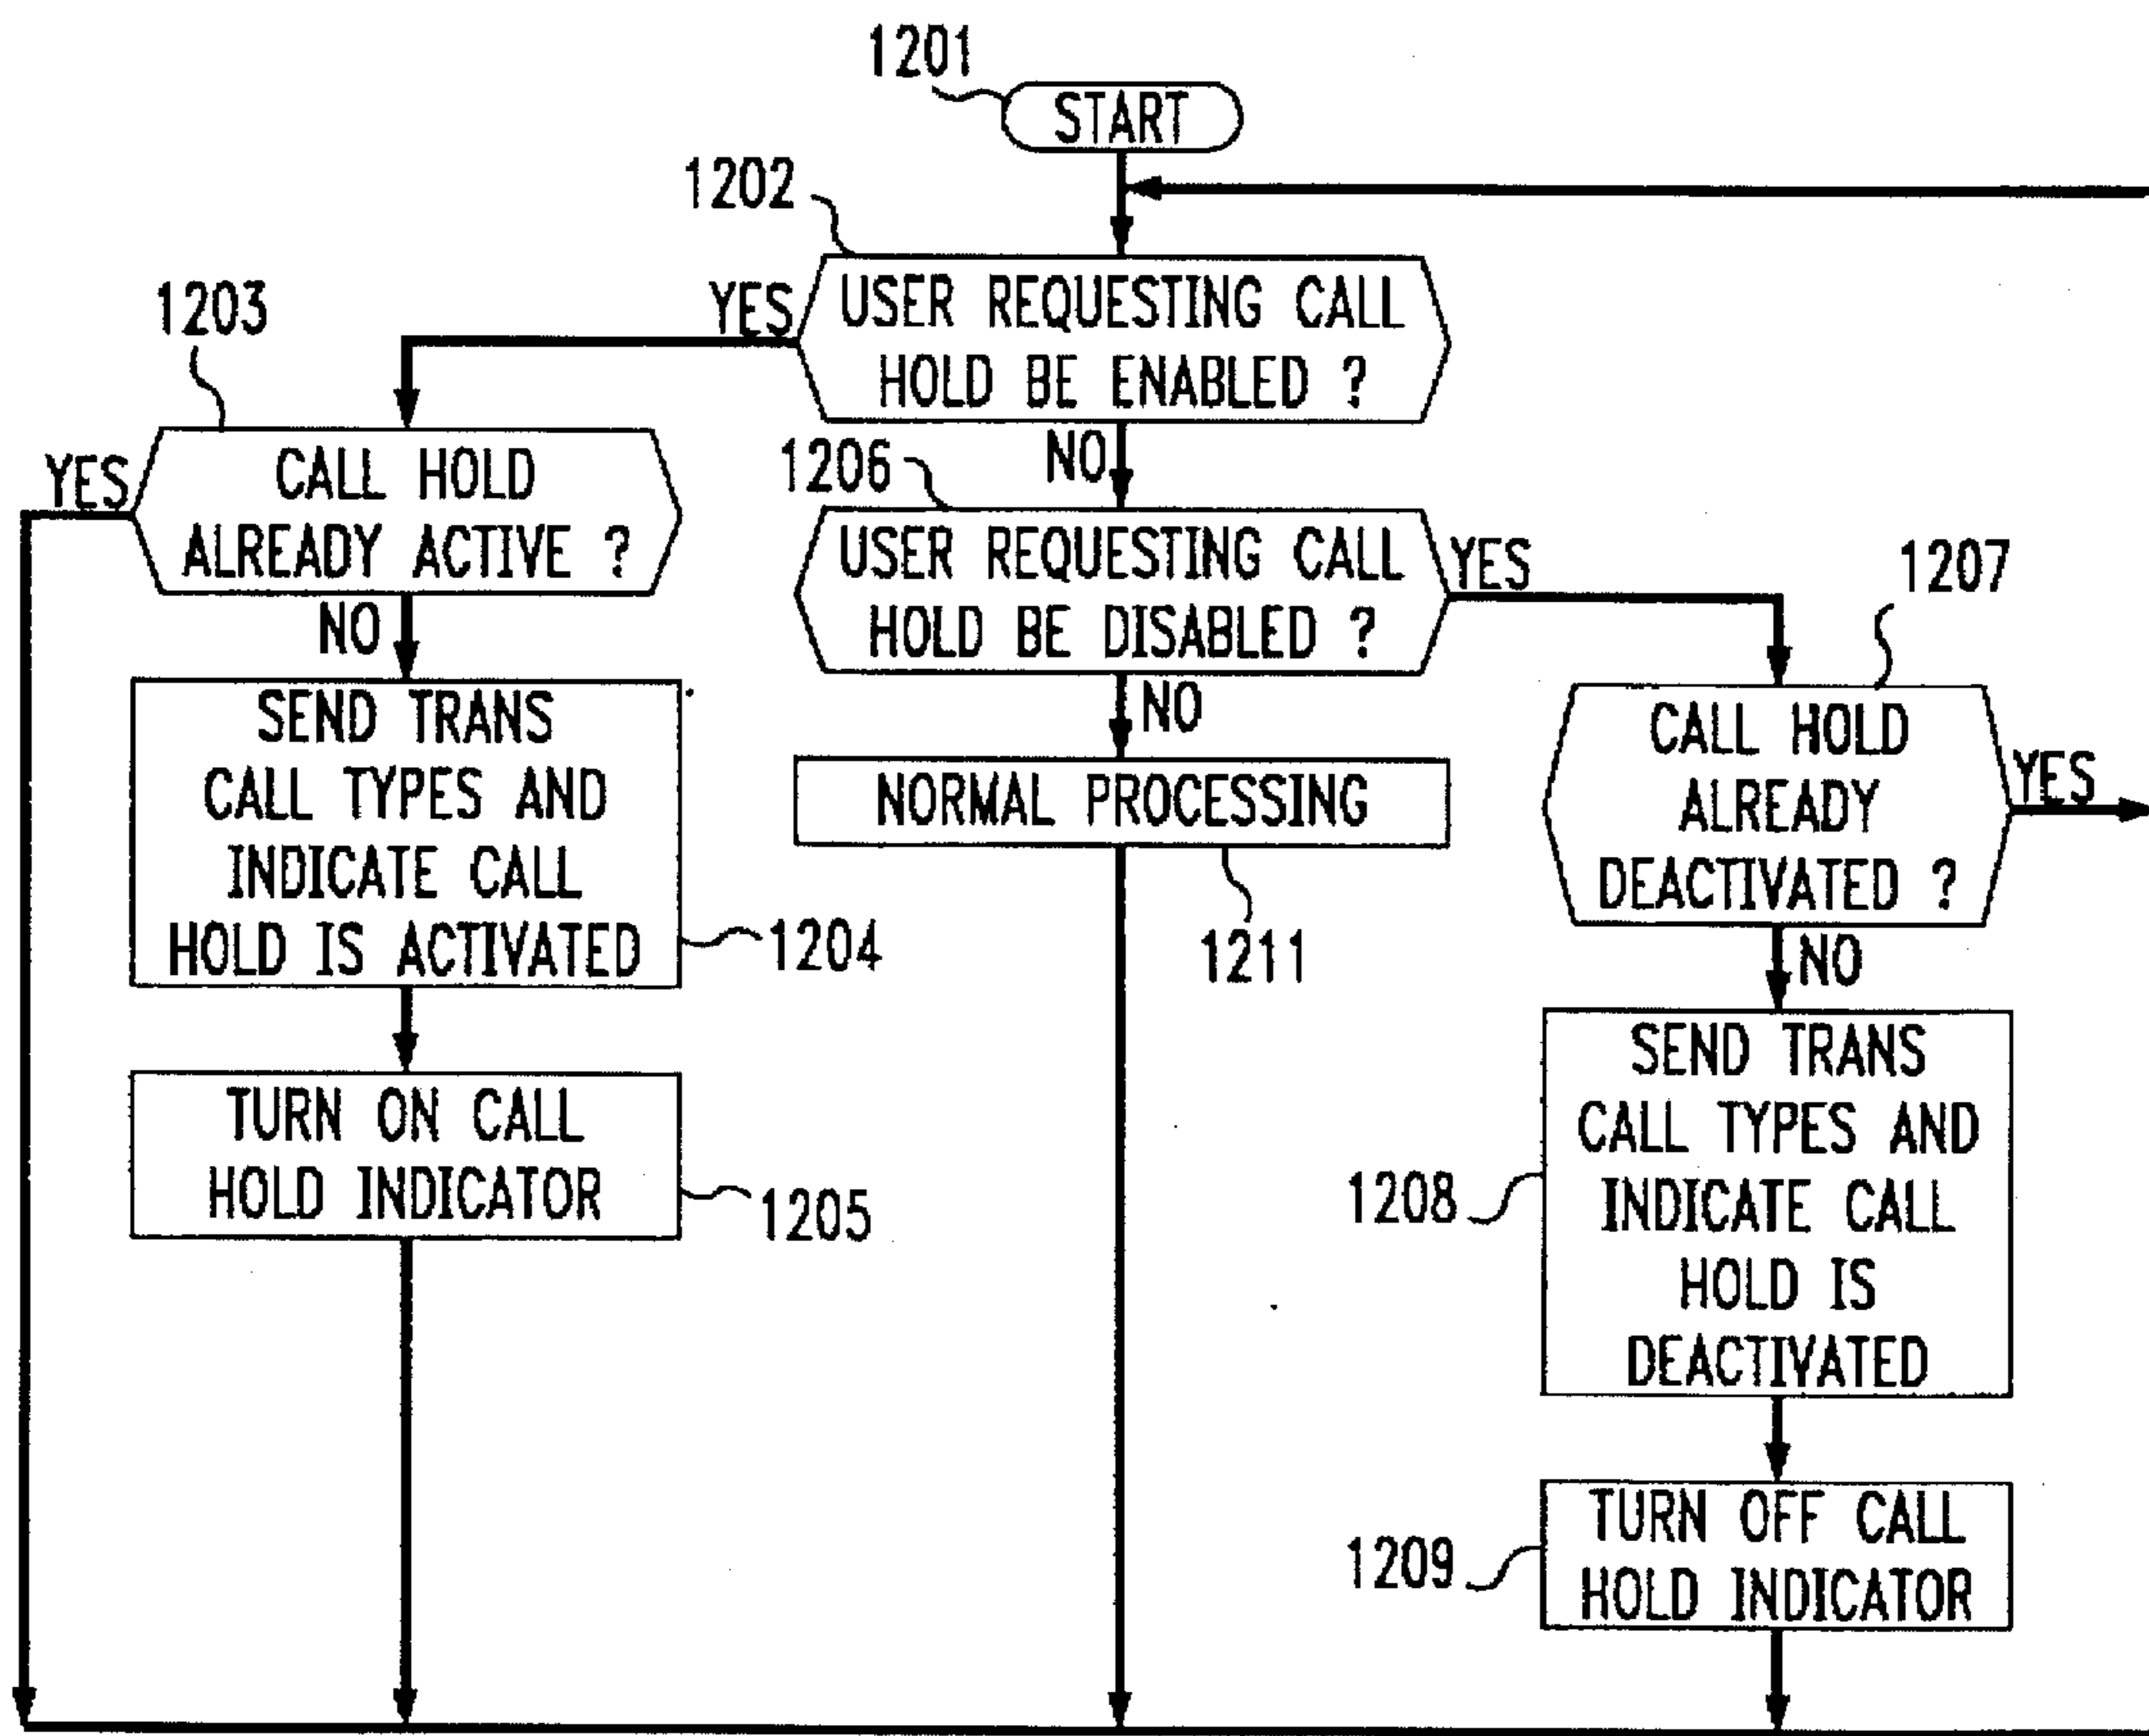 1201
START
1202
YES
USER REQUESTING CALL
HOLD BE ENABLED ?
1203
YES
CALL HOLD
ALREADY ACTIVE ?
NO
1206
NO
USER REQUESTING CALL
HOLD BE DISABLED ?
YES
1207
SEND TRANS
CALL TYPES AND
INDICATE CALL
HOLD IS ACTIVATED
1204
NO
NORMAL PROCESSING
1211
CALL HOLD
ALREADY
DEACTIVATED ?
YES
NO
TURN ON CALL
HOLD INDICATOR
1205
SEND TRANS
CALL TYPES AND
INDICATE CALL
HOLD IS
DEACTIVATED
1208
TURN OFF CALL
HOLD INDICATOR
1209